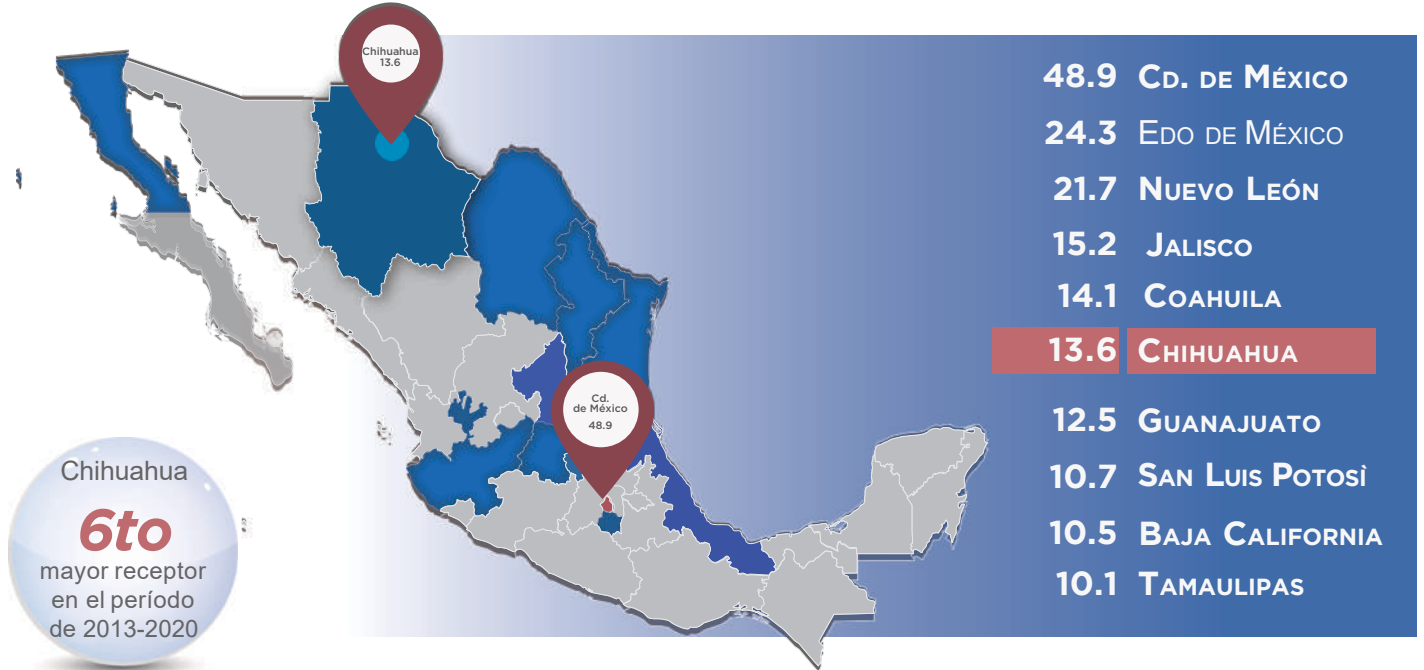 Chihuahua
13.6
48.9 Cd. de México
24.3 Edo de México
21.7 Nuevo León
15.2 Jalisco
14.1 Coahuila
13.6 Chihuahua
12.5 Guanajuato
10.7 San Luis Potosì
10.5 Baja California
10.1 Tamaulipas
Cd.
de México
48.9
Chihuahua
6to
mayor receptor
en el período
de 2013-2020